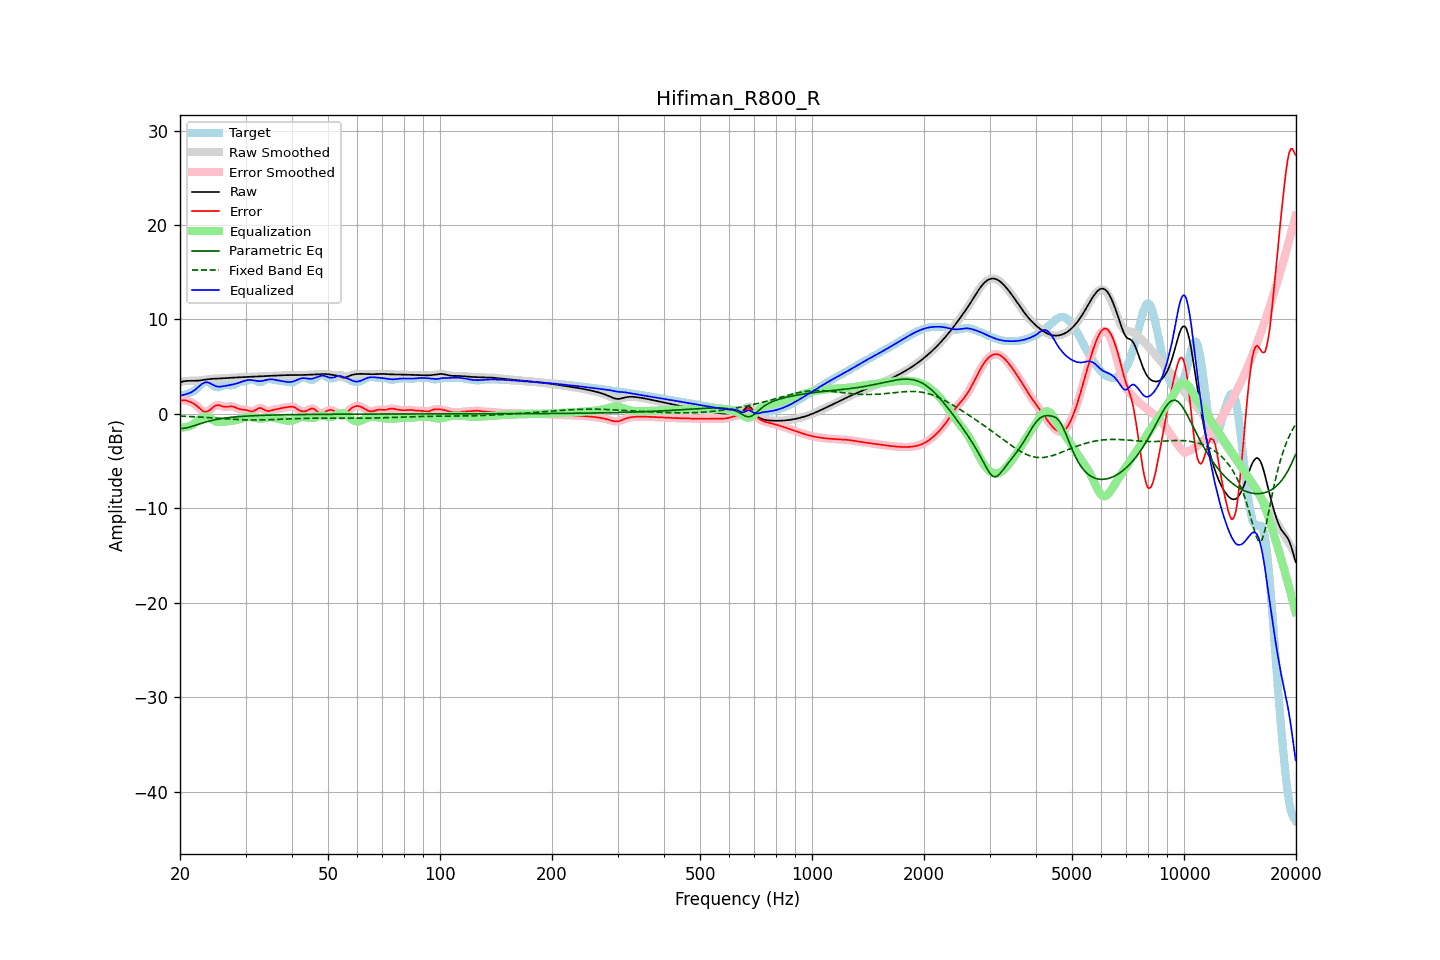 Hifiman_R800_R
Target
Raw Smoothed
Error Smoothed
Raw
Error
Equalization
Parametric Eq
Fixed Band Eq
Equalized
30
20
10
0
−10
−20
−30
−40
Amplitude (dBr)
20
50
100
200
500
1000
2000
5000
10000
20000
Frequency (Hz)